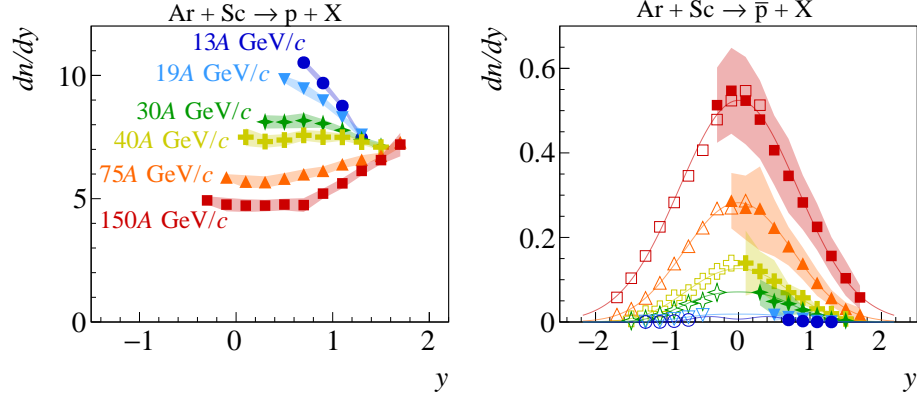 Ar + Sc → p + X
dn/dy
10
5
0
13A GeV/c
19A GeV/c
30A GeV/c
40A GeV/c
75A GeV/c
150A GeV/c
−1 0 1 2
y
Ar + Sc → p̅ + X
dn/dy
0.6
0.4
0.2
0
−2 −1 0 1 2
y